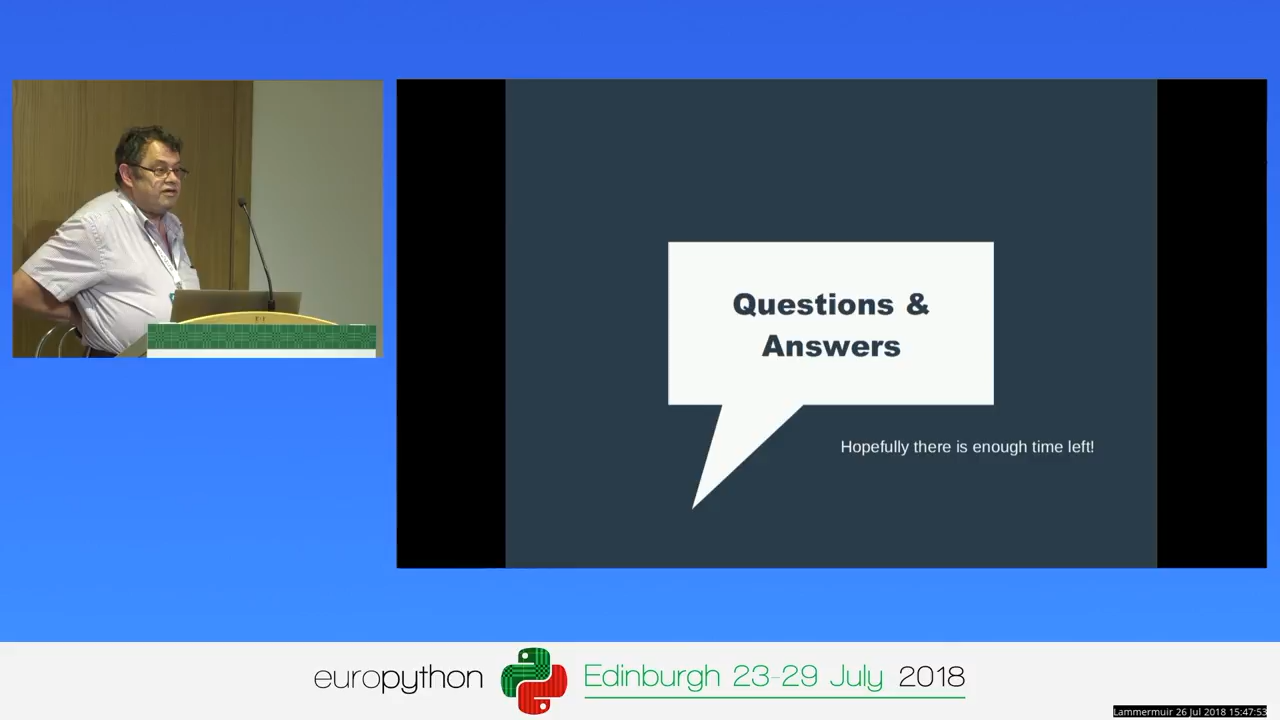 Questions &
Answers
Hopefully there is enough time left!
europython
Edinburgh 23-29 July 2018
Lammermuir 26 Jul 2018 15:47:53